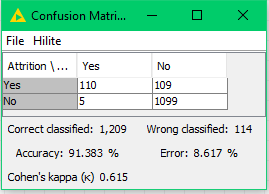 Confusion Matri...
File Hilite
Attrition \ ... Yes No
Yes 110 109
No 5 1099
Correct classified: 1,209 Wrong classified: 114
Accuracy: 91.383 % Error: 8.617 %
Cohen's kappa (κ) 0.615